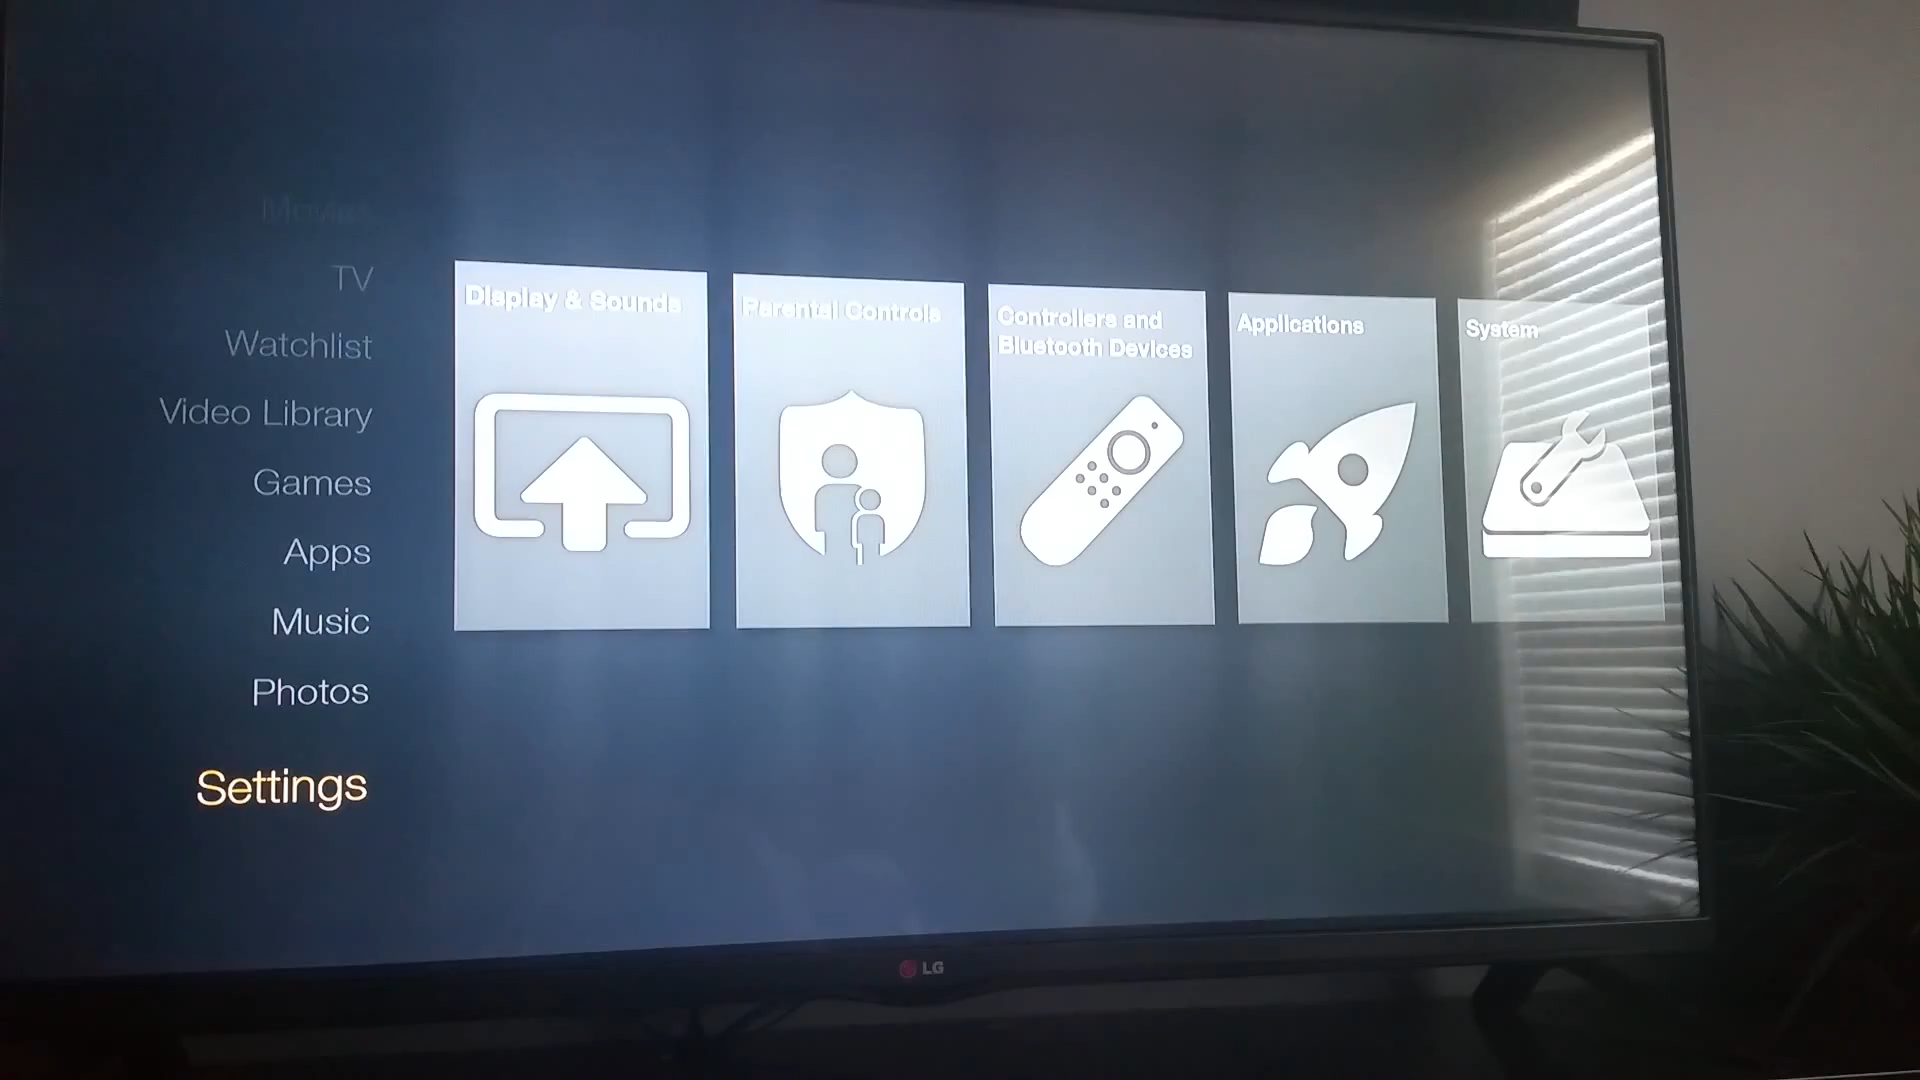 Movies
TV
Watchlist
Video Library
Games
Apps
Music
Photos
Settings
Display & Sounds
Parental Controls
Controllers and
Bluetooth Devices
Applications
System
LG